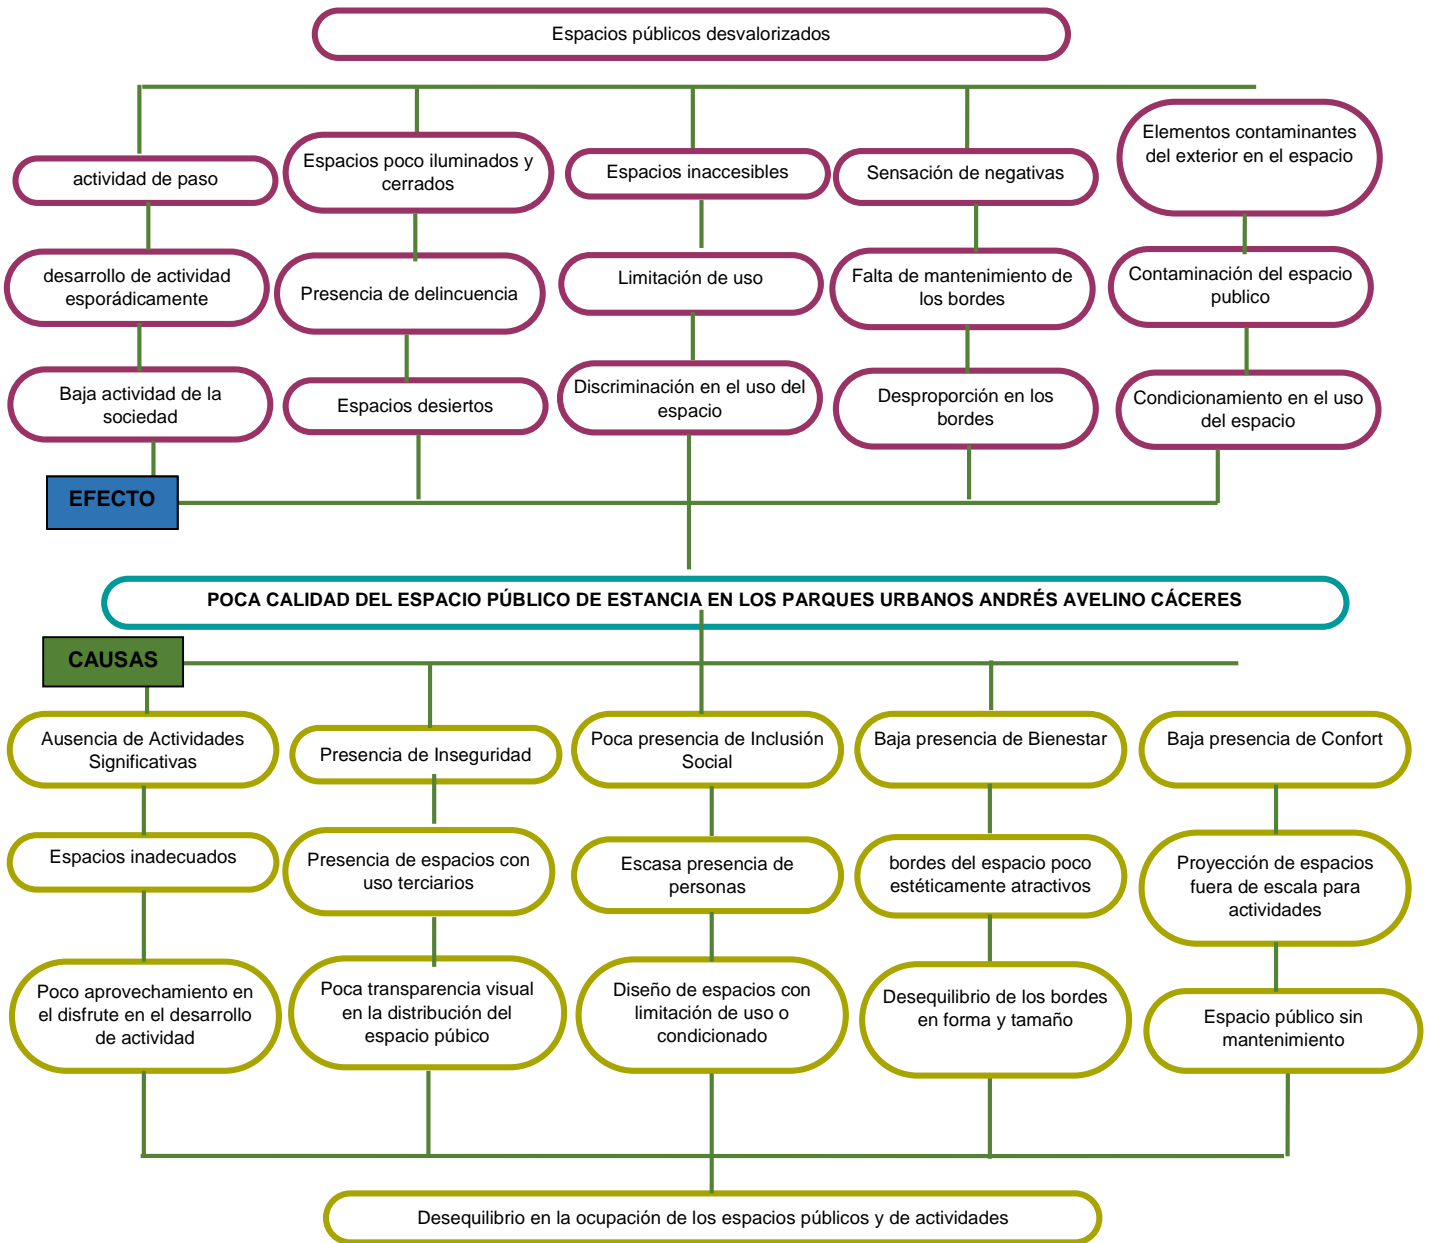 Espacios públicos desvalorizados
actividad de paso
Espacios poco iluminados y
cerrados
Espacios inaccesibles
Sensación de negativas
Elementos contaminantes
del exterior en el espacio
desarrollo de actividad
esporádicamente
Presencia de delincuencia
Limitación de uso
Falta de mantenimiento de
los bordes
Contaminación del espacio
publico
Baja actividad de la
sociedad
Espacios desiertos
Discriminación en el uso del
espacio
Desproporción en los
bordes
Condicionamiento en el uso
del espacio
EFECTO
POCA CALIDAD DEL ESPACIO PÚBLICO DE ESTANCIA EN LOS PARQUES URBANOS ANDRÉS AVELINO CÁCERES
CAUSAS
Ausencia de Actividades
Significativas
Presencia de Inseguridad
Poca presencia de Inclusión
Social
Baja presencia de Bienestar
Baja presencia de Confort
Espacios inadecuados
Presencia de espacios con
uso terciarios
Escasa presencia de
personas
bordes del espacio poco
estéticamente atractivos
Proyección de espacios
fuera de escala para
actividades
Poco aprovechamiento en
el disfrute en el desarrollo
de actividad
Poca transparencia visual
en la distribución del
espacio púbico
Diseño de espacios con
limitación de uso o
condicionado
Desequilibrio de los bordes
en forma y tamaño
Espacio público sin
mantenimiento
Desequilibrio en la ocupación de los espacios públicos y de actividades